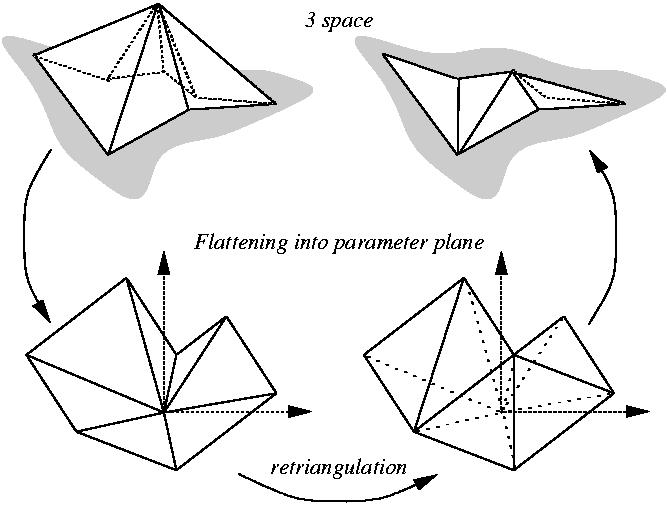 3 space
Flattening into parameter plane
retriangulation